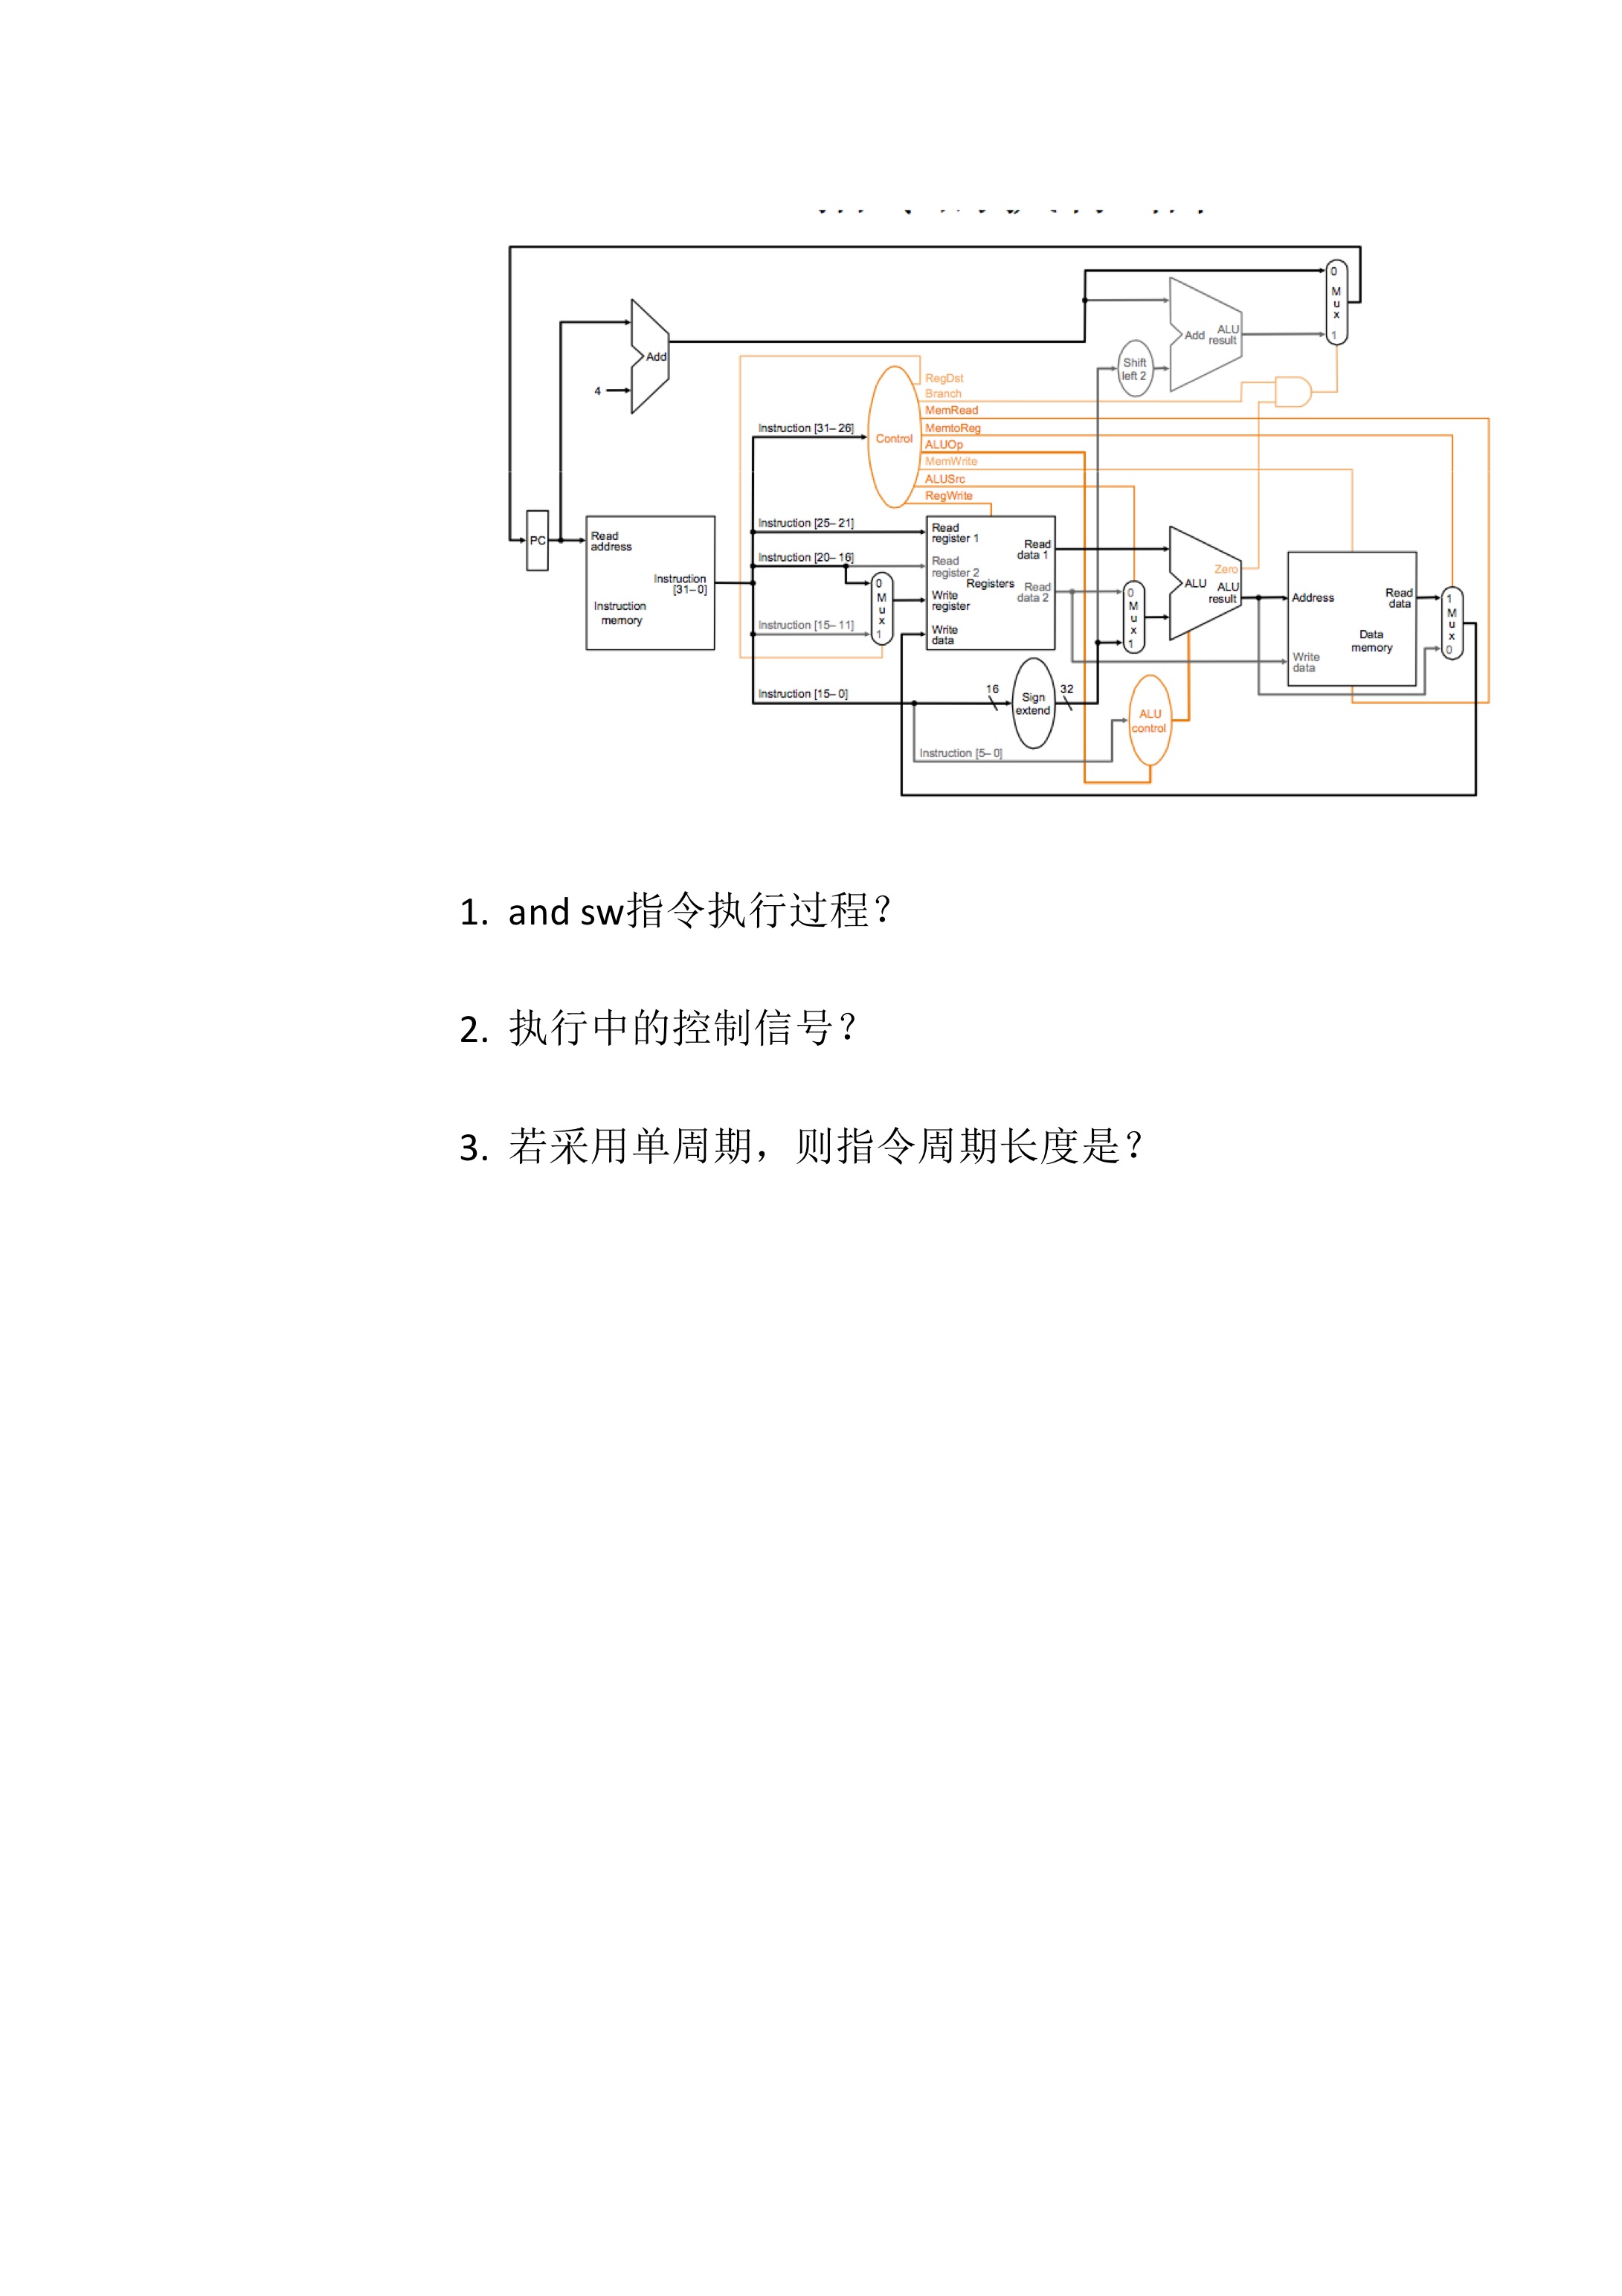 0
M
u
x
1
Add
ALU
result
Add
Shift
left 2
4
RegDst
Branch
MemRead
Instruction [31–26]
Control
MemtoReg
ALUOp
MemWrite
ALUSrc
RegWrite
PC
Read
address
Instruction
[31–0]
Instruction
memory
Instruction [25–21]
Read
register 1
Read
data 1
Instruction [20–16]
Read
register 2
Registers
Read
data 2
0
M
u
x
1
Write
register
Instruction [15–11]
Write
data
0
M
u
x
1
Zero
ALU
ALU
result
Address
Read
data
1
M
u
x
0
Data
memory
Write
data
Instruction [15–0]
16
Sign
extend
32
ALU
control
Instruction [5–0]
1. and sw指令执行过程？
2. 执行中的控制信号？
3. 若采用单周期，则指令周期长度是？